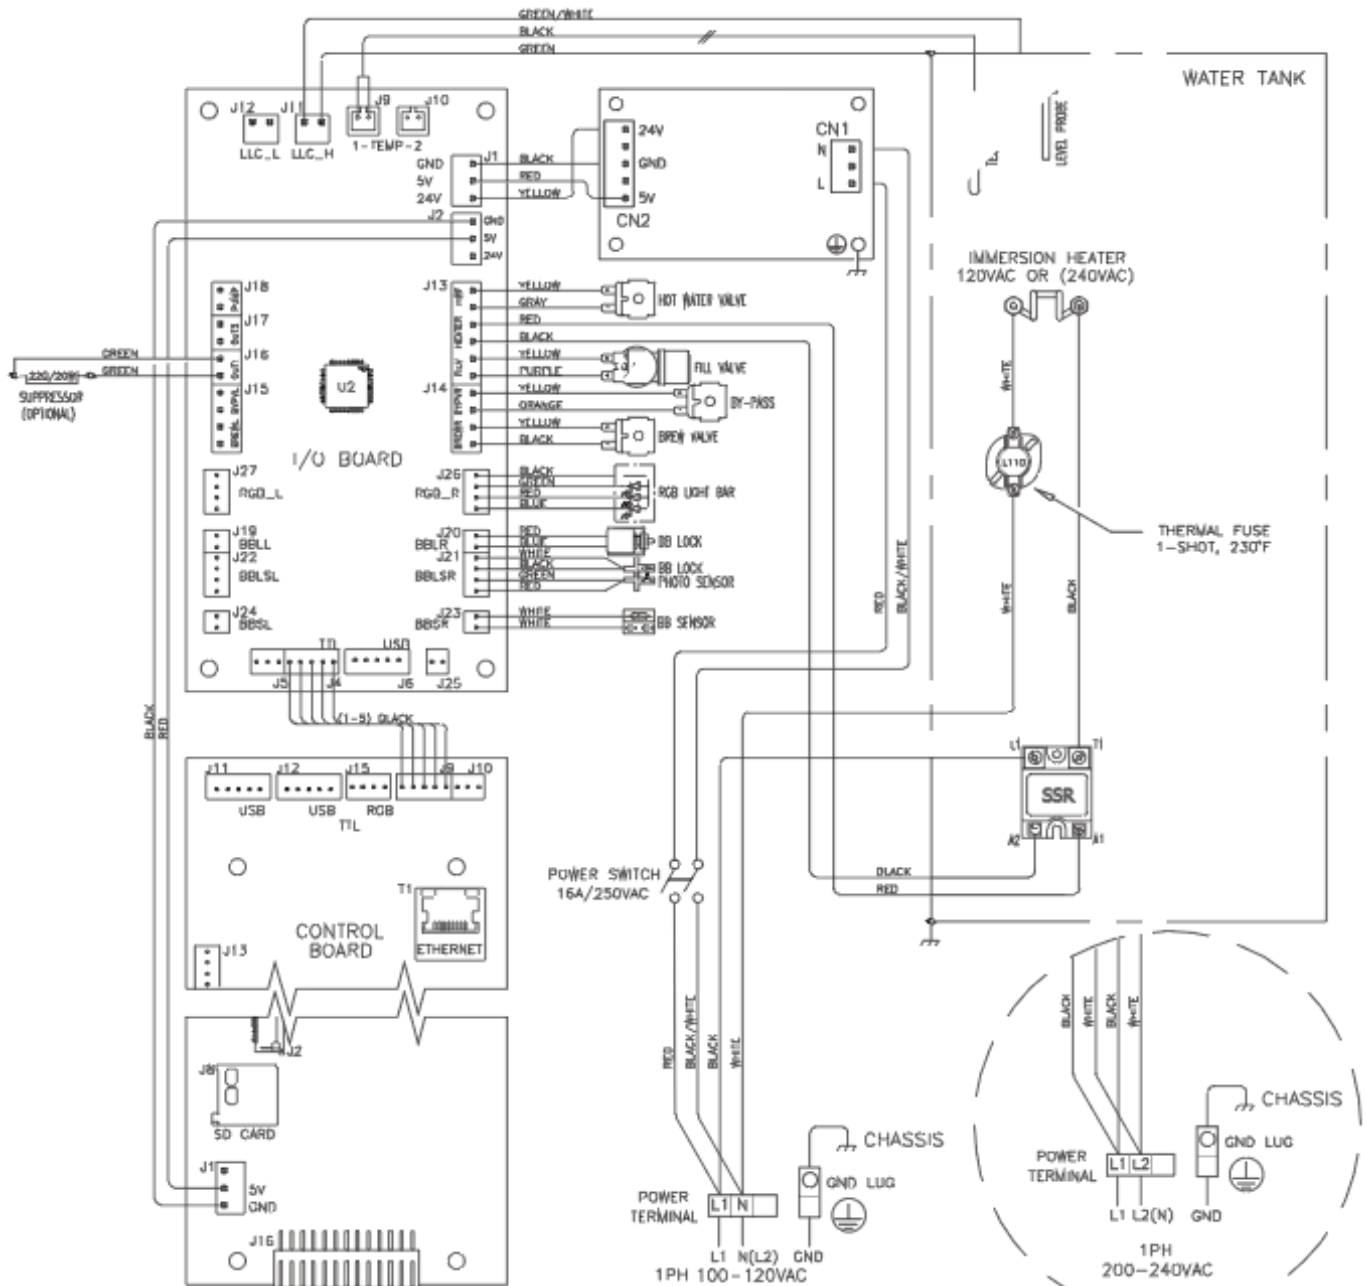 GREEN/WHITE
BLACK
GREEN
WATER TANK
LEVEL PROBE
J12
J11
J9
J10
LLC_L
LLC_H
1-TEMP-2
J1
GND
5V
24V
BLACK
RED
YELLOW
24V
GND
5V
CN2
CN1
N
L
J2
GND
5V
24V
IMMERSION HEATER
120VAC OR (240VAC)
J18
PUMP
J17
OUT2
J16
OUT1
J15
BYPVL
J13
HEATER
FILV
J14
BYPVR
YELLOW
GRAY
RED
BLACK
YELLOW
PURPLE
YELLOW
ORANGE
YELLOW
BLACK
HOT WATER VALVE
FILL VALVE
BY-PASS
BREW VALVE
GREEN
GREEN
SUPPRESSOR
(OPTIONAL)
U2
I/O BOARD
WHITE
L110
THERMAL FUSE
1-SHOT, 230°F
J27
RGB_L
J26
RGB_R
BLACK
GREEN
RED
BLUE
RGB LIGHT BAR
J19
BBLL
J22
BBLSL
J20
BBLR
J21
BBLSR
RED
BLUE
WHITE
BLACK
GREEN
RED
BB LOCK
BB LOCK
PHOTO SENSOR
J24
BBSL
J23
BBSR
WHITE
WHITE
BB SENSOR
RED
BLACK/WHITE
WHITE
BLACK
USB
J5
J4
J6
J25
BLACK
RED
(1-5) BLACK
L1
T1
SSR
A2
A1
J11
J12
J15
J9
J10
USB
USB
RGB
TTL
POWER SWITCH
16A/250VAC
BLACK
RED
T1
ETHERNET
CONTROL
BOARD
J13
J2
J8
SD CARD
J1
5V
GND
J16
RED
BLACK/WHITE
BLACK
WHITE
CHASSIS
GND LUG
POWER
TERMINAL
L1 N
L1 N(L2) GND
1PH 100-120VAC
BLACK
WHITE
BLACK
WHITE
CHASSIS
GND LUG
POWER
TERMINAL
L1 L2
L1 L2(N) GND
1PH
200-240VAC